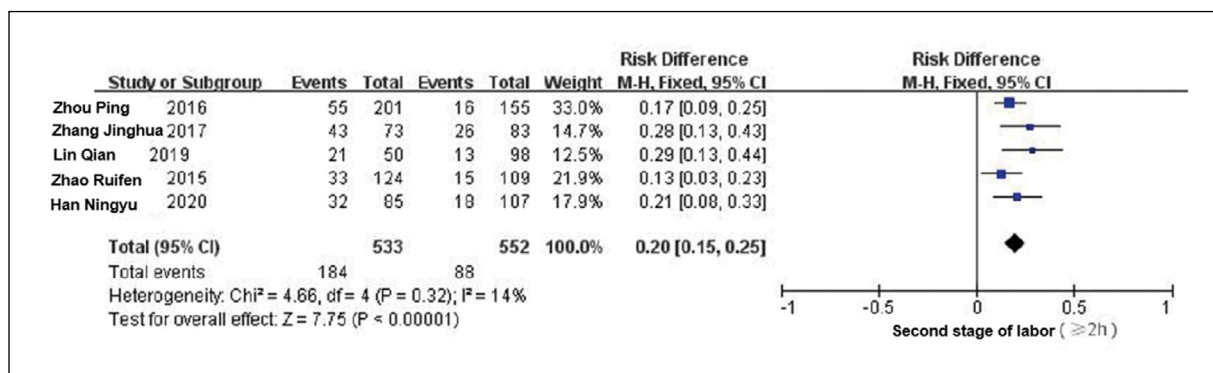 Risk Difference Risk Difference
Study or Subgroup Events Total Events Total Weight M-H, Fixed, 95% CI M-H, Fixed, 95% CI
Zhou Ping 2016 55 201 16 155 33.0% 0.17 [0.09, 0.25]
Zhang Jinghua 2017 43 73 26 83 14.7% 0.28 [0.13, 0.43]
Lin Qian 2019 21 50 13 98 12.5% 0.29 [0.13, 0.44]
Zhao Ruifen 2015 33 124 15 109 21.9% 0.13 [0.03, 0.23]
Han Ningyu 2020 32 85 18 107 17.9% 0.21 [0.08, 0.33]
Total (95% CI) 533 552 100.0% 0.20 [0.15, 0.25]
Total events 184 88
Heterogeneity: Chi² = 4.66, df = 4 (P = 0.32); I² = 14%
Test for overall effect: Z = 7.75 (P < 0.00001)
-1 -0.5 0 0.5 1
Second stage of labor (≥2h)